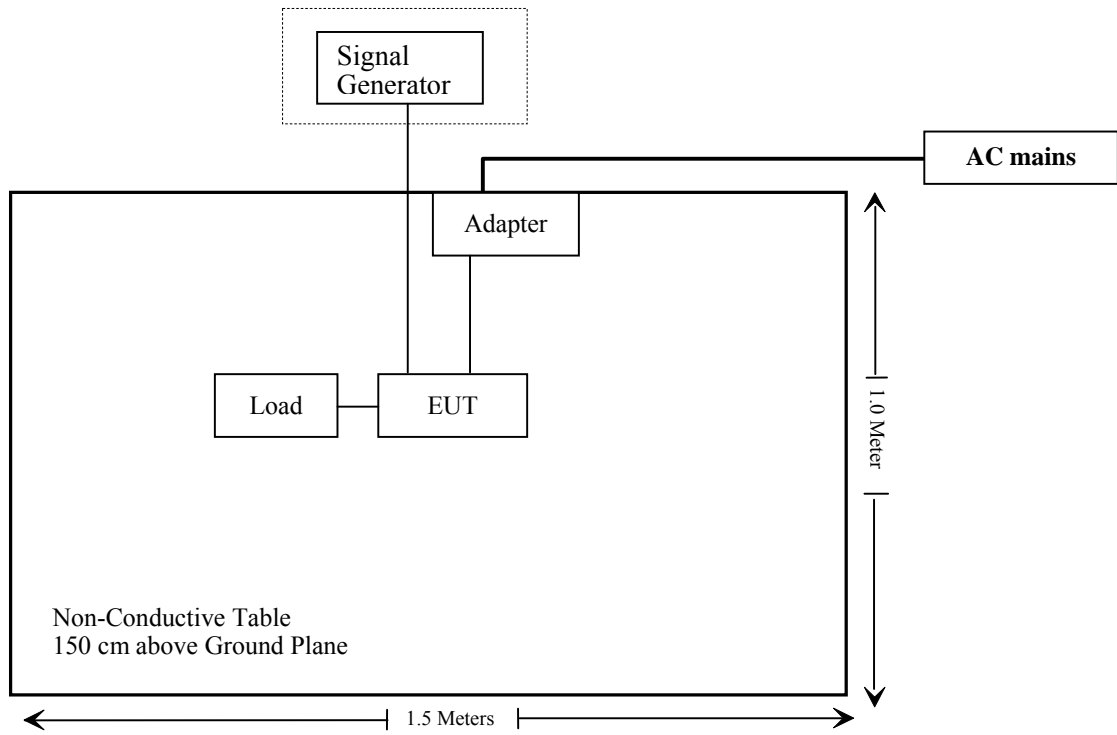 Signal
Generator
AC mains
Adapter
Load
EUT
1.0 Meter
Non-Conductive Table
150 cm above Ground Plane
1.5 Meters